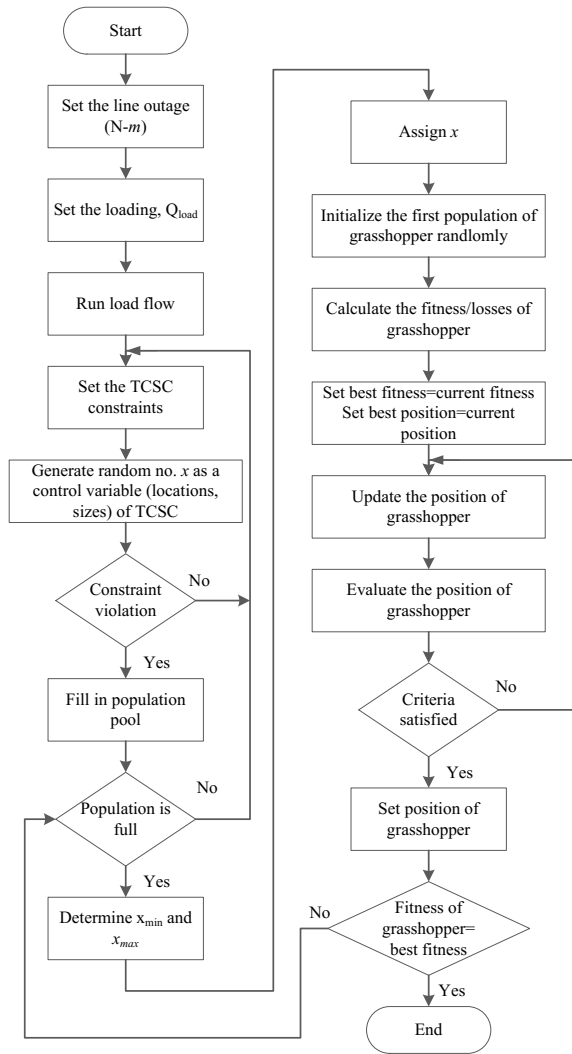 Start
Set the line outage
(N-m)
Set the loading, Qload
Run load flow
Set the TCSC
constraints
Generate random no. x as a
control variable (locations,
sizes) of TCSC
Constraint
violation
No
Yes
Fill in population
pool
Population is
full
No
Yes
Determine xmin and
xmax
Assign x
Initialize the first population of
grasshopper randomly
Calculate the fitness/losses of
grasshopper
Set best fitness=current fitness
Set best position=current
position
Update the position of
grasshopper
Evaluate the position of
grasshopper
Criteria
satisfied
No
Yes
Set position of
grasshopper
Fitness of
grasshopper=
best fitness
No
Yes
End